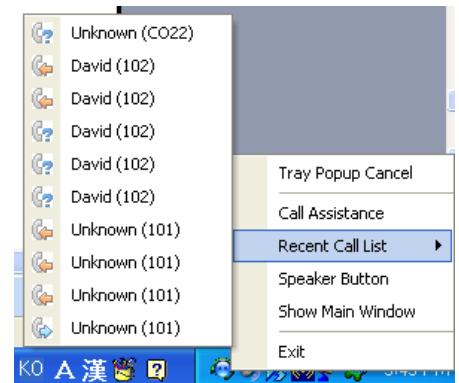 Unknown (CO22)
David (102)
David (102)
David (102)
David (102)
David (102)
Unknown (101)
Unknown (101)
Unknown (101)
Unknown (101)
Tray Popup Cancel
Call Assistance
Recent Call List
Speaker Button
Show Main Window
Exit
KO A 漢